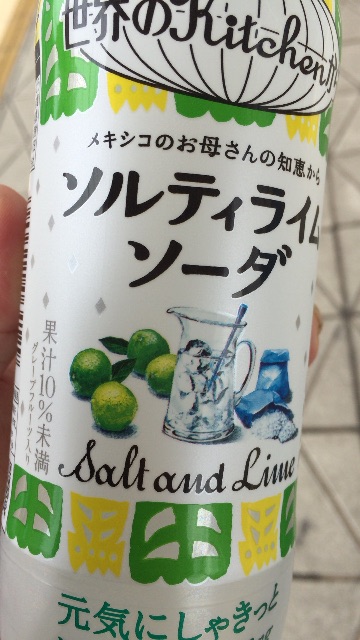 世界のKitchenか
メキシコのお母さんの知恵から
ソルティライム
ソーダ
果汁10%未満
グレープフルーツ入り
Salt and Lime
元気にしゃきっと